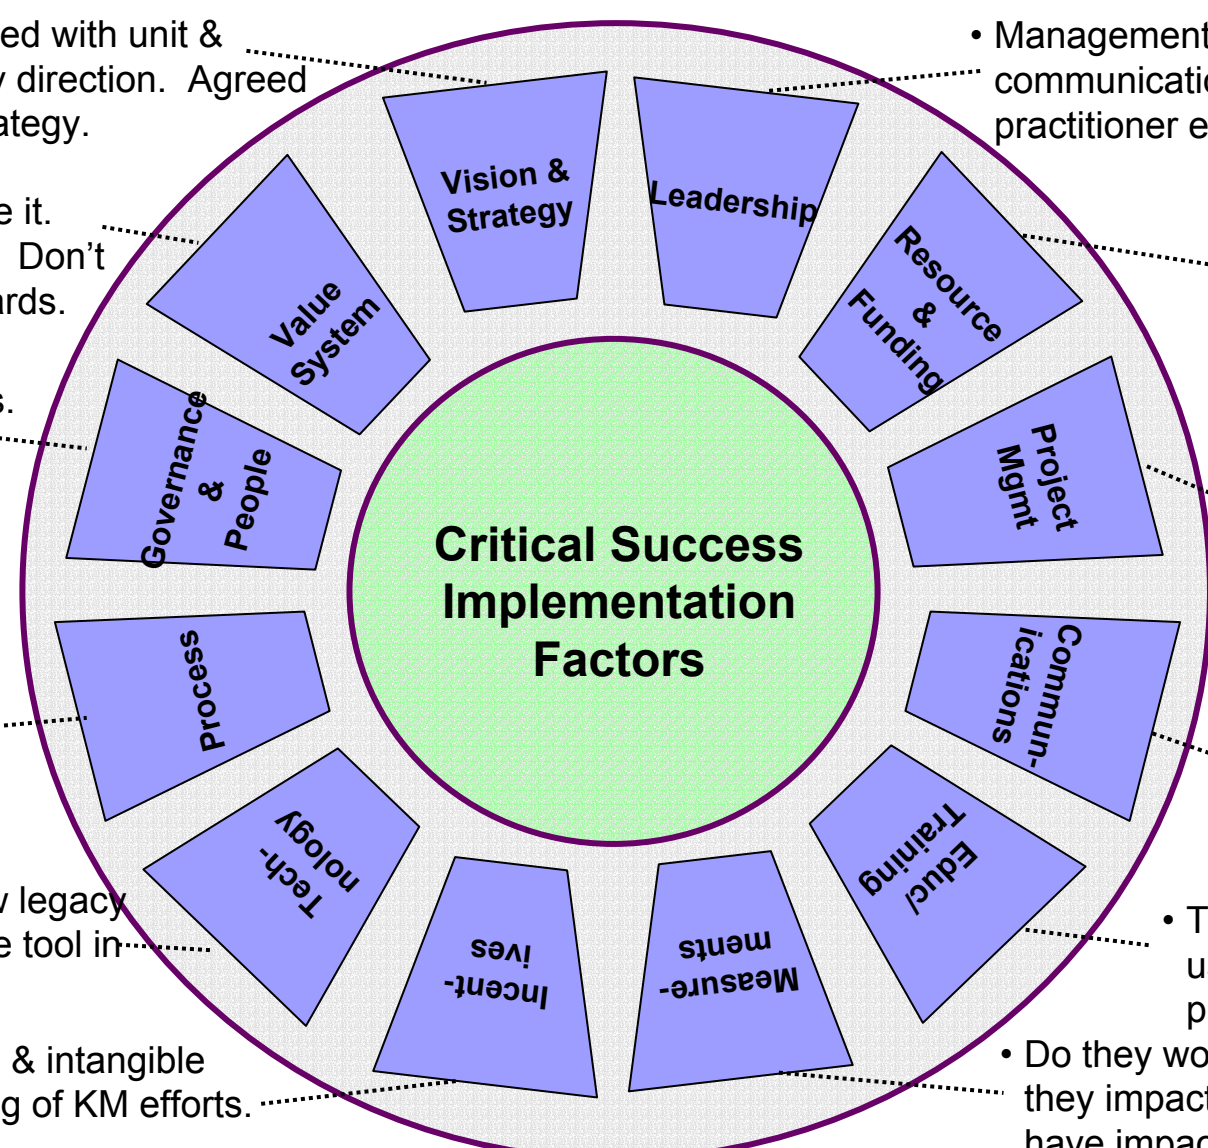 ed with unit &
y direction. Agreed
ategy.
• Management
communicatio
practitioner e
e it.
Don’t
ards.
s.
w legacy
e tool in
& intangible
g of KM efforts.
• T
u
p
• Do they wo
they impact
have impac
Vision &
Strategy
Leadership
Resource
&
Funding
Project
Mgmt
Commun-
ications
Educ/
Training
Measure-
ments
Incent-
ives
Tech-
nology
Process
Governance
&
People
Value
System
Critical Success
Implementation
Factors